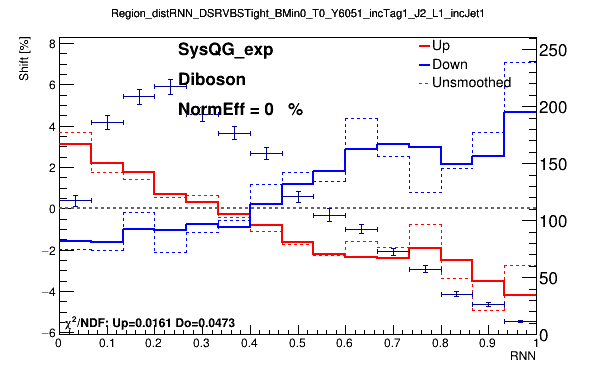 Region_distRNN_DSRVBSTight_BMin0_T0_Y6051_incTag1_J2_L1_incJet1
Shift [%]
SysQG_exp
Diboson
NormEff = 0 %
Up
Down
Unsmoothed
8
6
4
2
0
−2
−4
−6
250
200
150
100
50
0
χ²/NDF: Up=0.0161 Do=0.0473
0 0.1 0.2 0.3 0.4 0.5 0.6 0.7 0.8 0.9 1
RNN